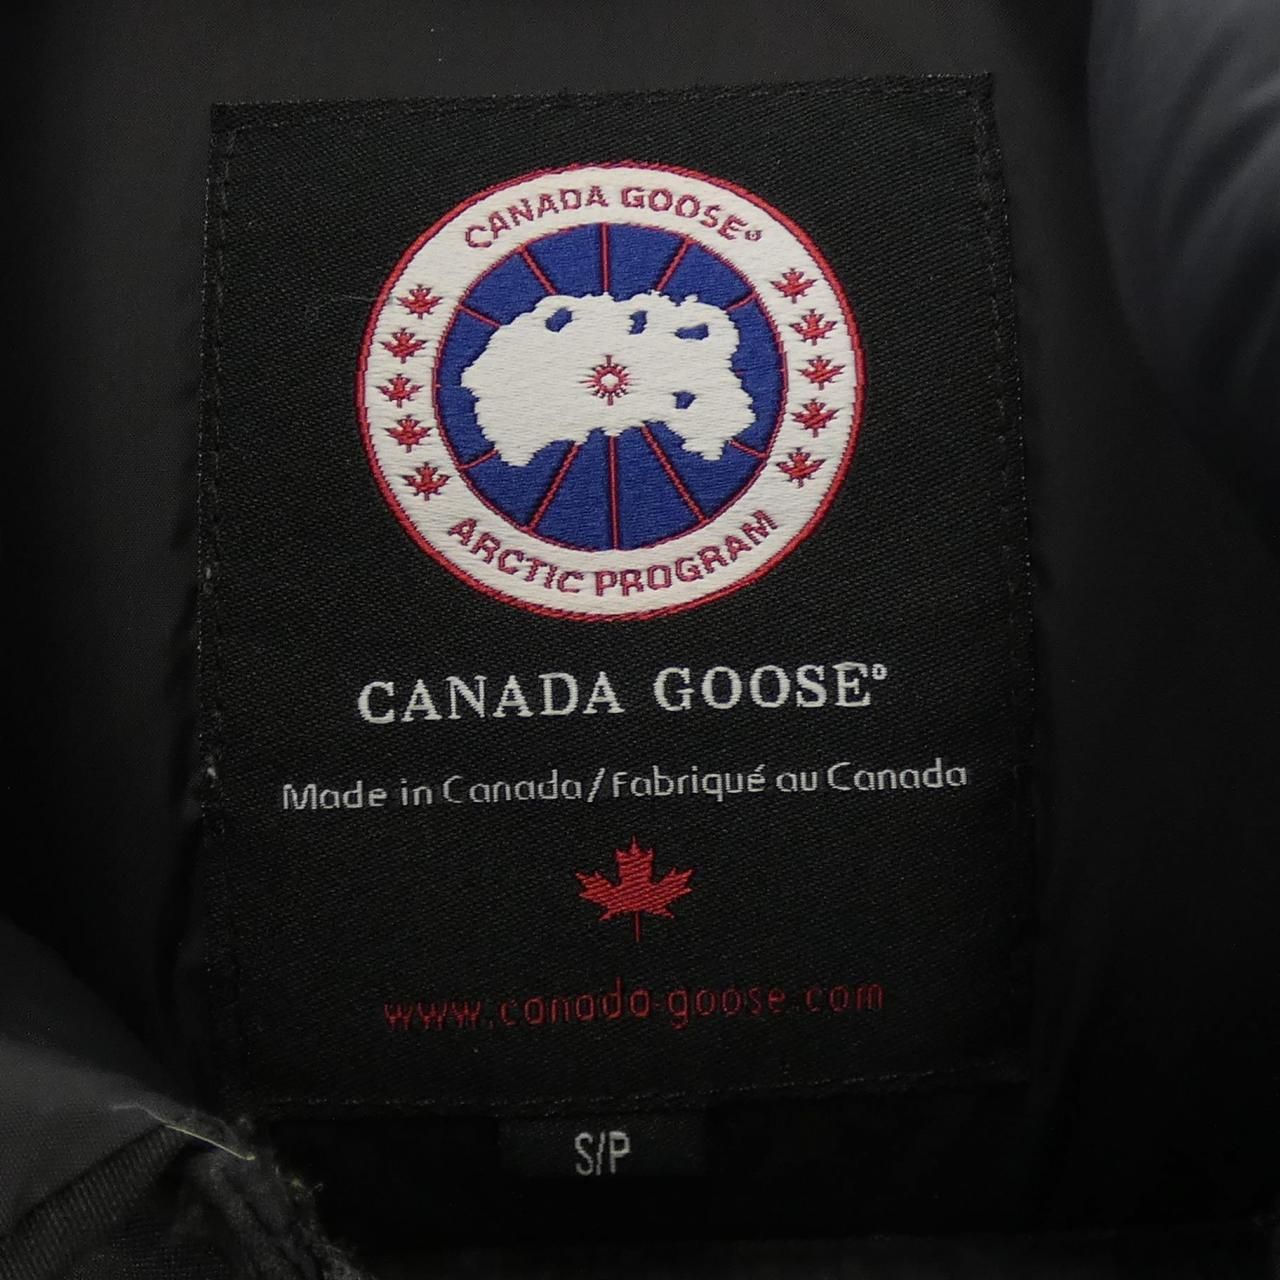 CANADA GOOSE®
ARCTIC PROGRAM
CANADA GOOSE®
Made in Canada/Fabriqué au Canada
www.canada-goose.com
S/P